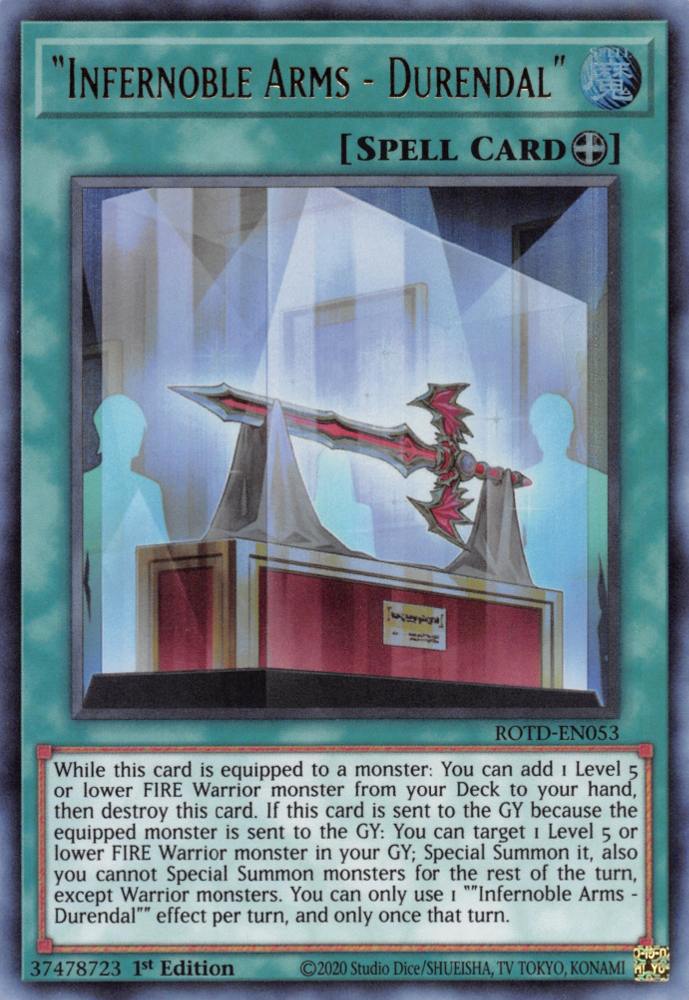 "Infernoble Arms - Durendal"
[Spell Card]
ROTD-EN053
While this card is equipped to a monster: You can add 1 Level 5
or lower FIRE Warrior monster from your Deck to your hand,
then destroy this card. If this card is sent to the GY because the
equipped monster is sent to the GY: You can target 1 Level 5 or
lower FIRE Warrior monster in your GY; Special Summon it, also
you cannot Special Summon monsters for the rest of the turn,
except Warrior monsters. You can only use 1 ""Infernoble Arms -
Durendal"" effect per turn, and only once that turn.
37478723 1st Edition ©2020 Studio Dice/SHUEISHA, TV TOKYO, KONAMI